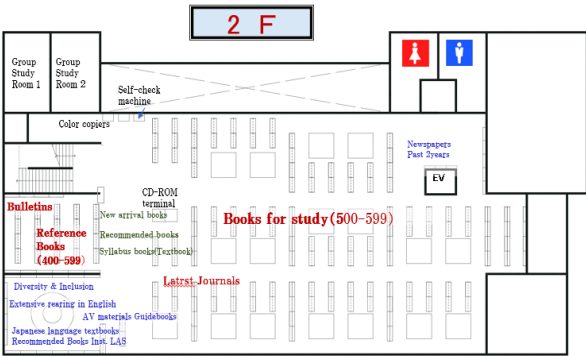 2 F
Group
Study
Room 1
Group
Study
Room 2
Self-check
machine
Color copiers
Newspapers
Past 2years
EV
CD-ROM
terminal
Bulletins
New arrival books
Books for study(500-599)
Reference
Books
(400-599)
Recommended books
Syllabus books(Textbook)
Latrst Journals
Diversity & Inclusion
Extensive rearing in English
AV materials Guidebooks
Japanese language textbooks
Recommended Books Inst. LAS